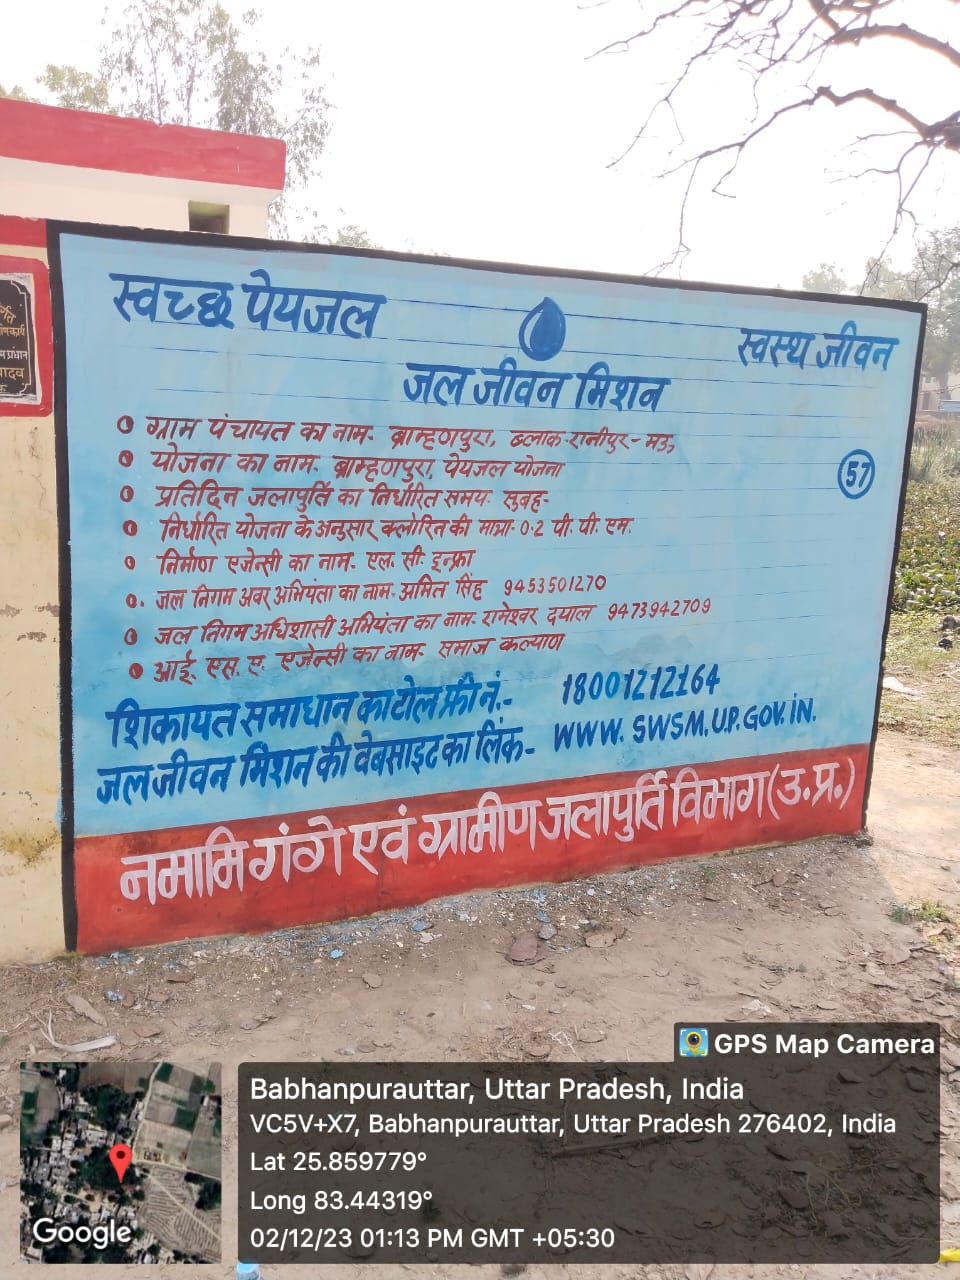 स्वच्छ पेयजल
स्वस्थ जीवन
जल जीवन मिशन
ग्राम पंचायत का नाम- ब्राम्हणपुरा, ब्लाक-रानीपुर-मऊ,
योजना का नाम- ब्राम्हणपुरा, पेयजल योजना
57
प्रतिदिन जलापुर्ति का निर्धारित समय: सुबह-
निर्धारित योजना के अनुसार क्लोरिन की मात्रा- 0.2 पी. पी. एम.
निर्माण एजेन्सी का नाम- एल. सी. इन्फ्रा
जल निगम अवर अभियंता का नाम- अमित सिंह 9453501270
जल निगम अधिशासी अभियंता का नाम- रामेश्वर दयाल 9473942709
आई. एस. ए. एजेन्सी का नाम- समाज कल्याण
शिकायत समाधान का टोल फ्री नं.- 18001212164
जल जीवन मिशन की वेबसाइट का लिंक- WWW. SWSM.U.P.GOV.IN.
नमामि गंगे एवं ग्रामीण जलापुर्ति विभाग (उ.प्र.)
GPS Map Camera
Babhanpurauttar, Uttar Pradesh, India
VC5V+X7, Babhanpurauttar, Uttar Pradesh 276402, India
Lat 25.859779°
Long 83.44319°
02/12/23 01:13 PM GMT +05:30
Google